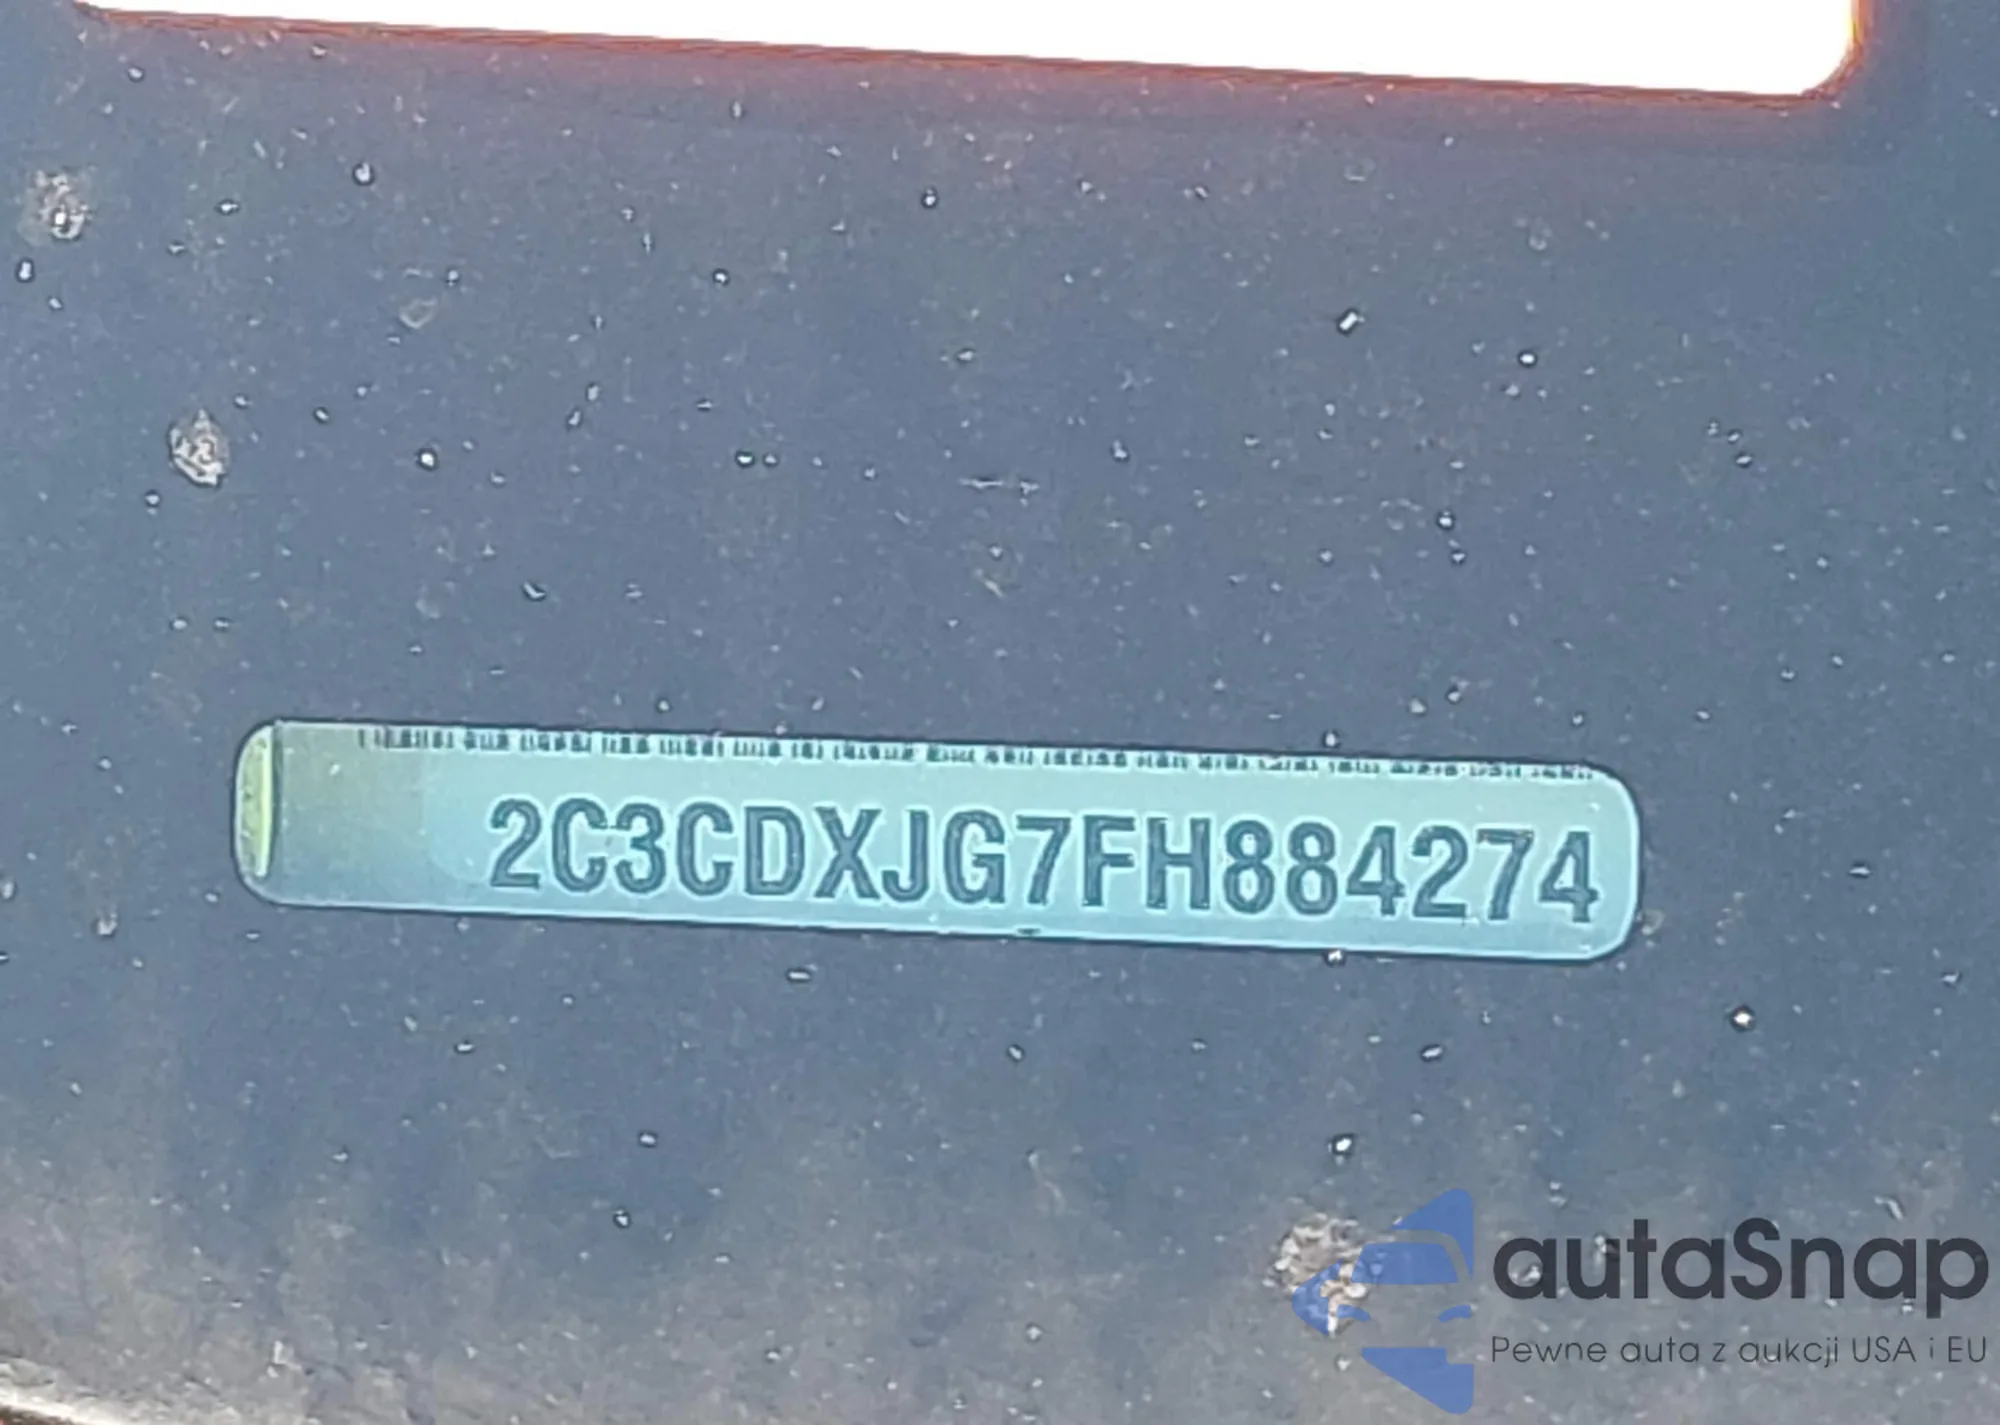 2C3CDXJG7FH884274
autaSnap
Pewne auta z aukcji USA i EU